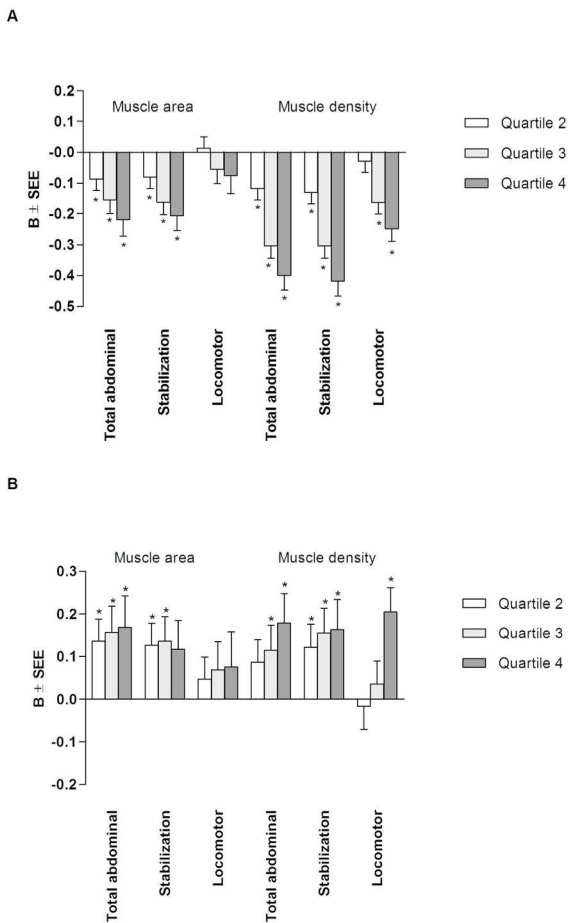 A
Muscle area Muscle density
0.2
0.1
-0.0
-0.1
-0.2
-0.3
-0.4
-0.5
B ± SEE
* * * * * * * * * * * * * *
Total abdominal
Stabilization
Locomotor
Total abdominal
Stabilization
Locomotor
Quartile 2
Quartile 3
Quartile 4
B
Muscle area Muscle density
0.3
0.2
0.1
0.0
-0.1
-0.2
B ± SEE
* * * * * * * * * * *
Total abdominal
Stabilization
Locomotor
Total abdominal
Stabilization
Locomotor
Quartile 2
Quartile 3
Quartile 4